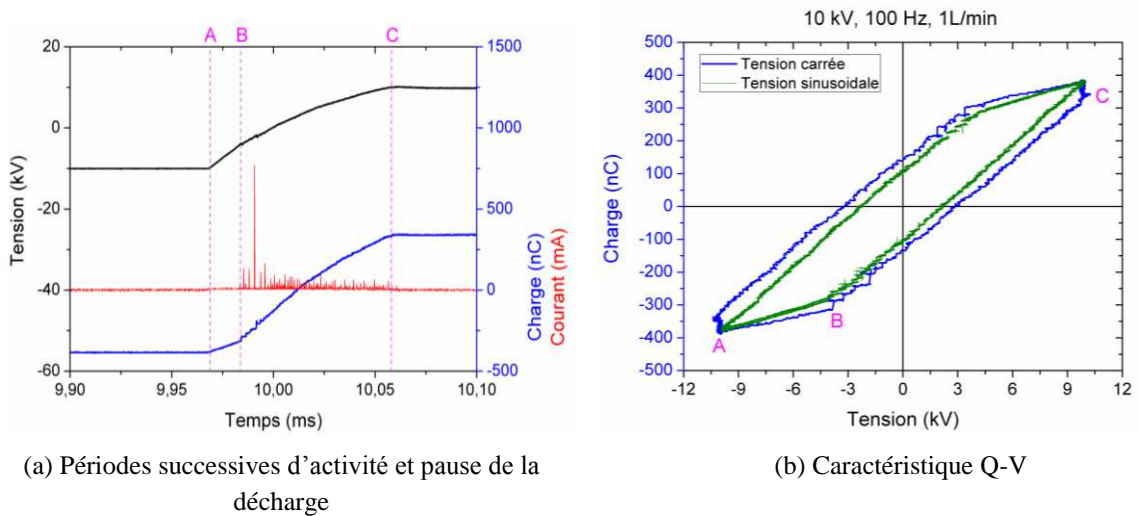 A B C
20
0
-20
-40
-60
Tension (kV)
1500
1000
500
0
-500
Charge (nC)
Courant (mA)
9,90 9,95 10,00 10,05 10,10
Temps (ms)
(a) Périodes successives d’activité et pause de la
décharge
10 kV, 100 Hz, 1L/min
500
400
300
200
100
0
-100
-200
-300
-400
-500
Charge (nC)
Tension carrée
Tension sinusoidale
C
B
A
-12 -9 -6 -3 0 3 6 9 12
Tension (kV)
(b) Caractéristique Q-V